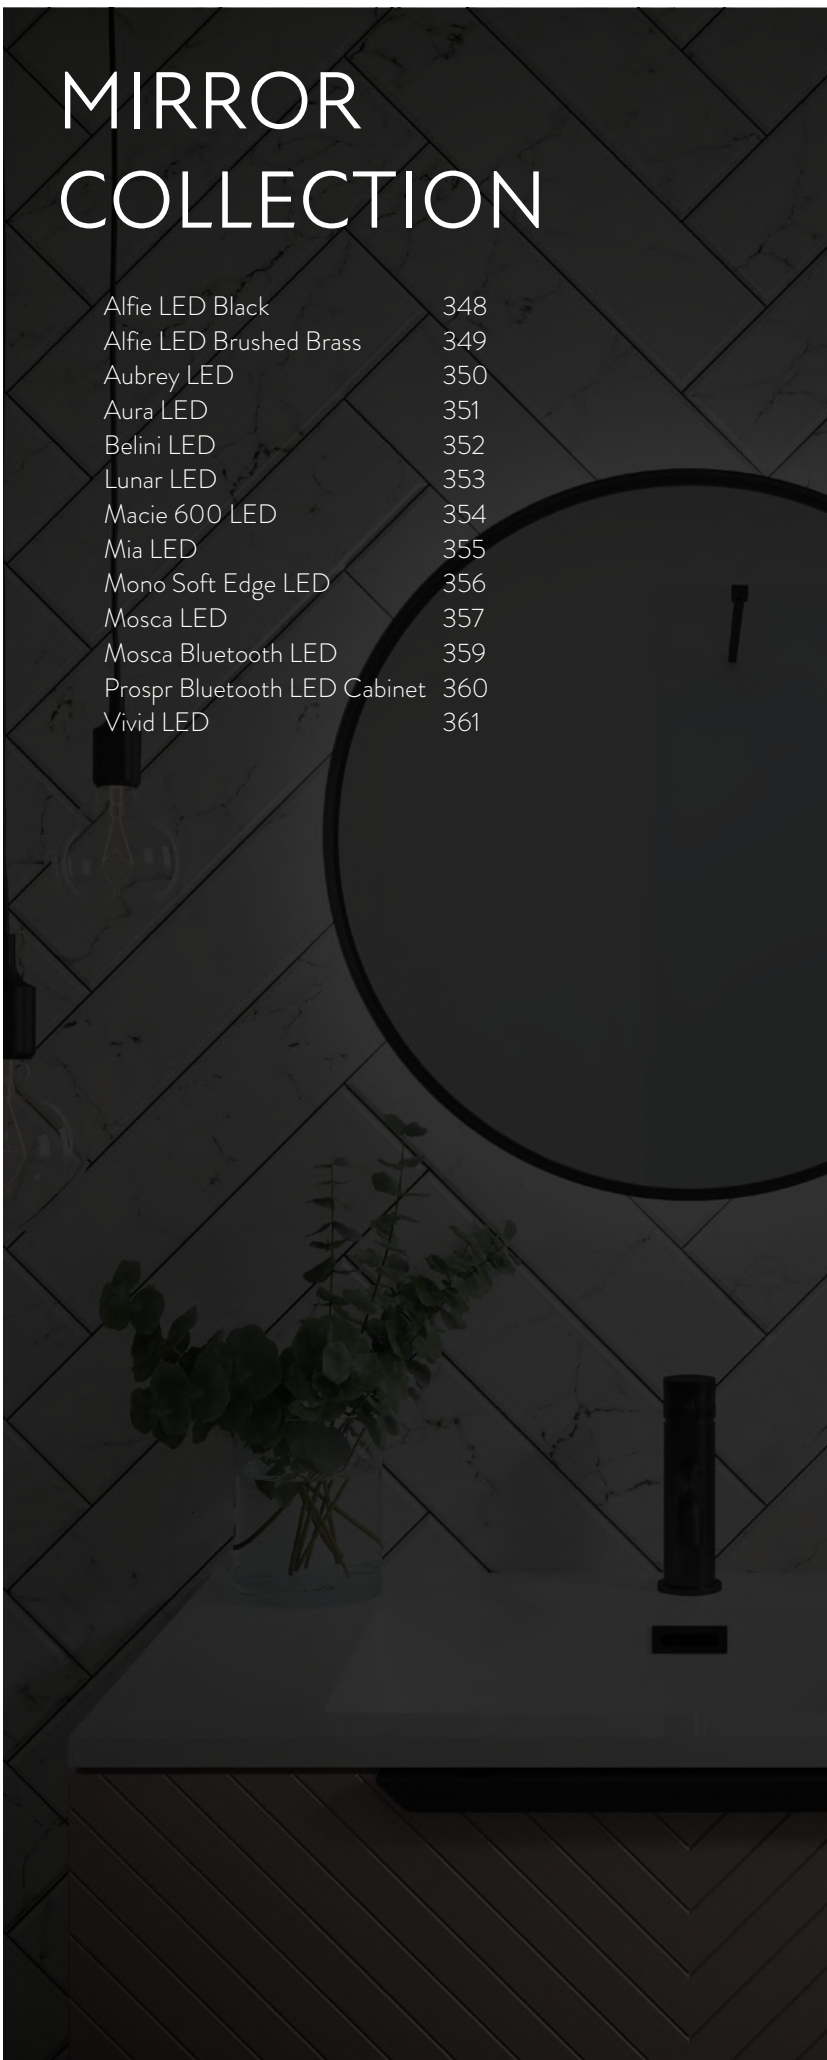 MIRROR
COLLECTION
Alfie LED Black 348
Alfie LED Brushed Brass 349
Aubrey LED 350
Aura LED 351
Belini LED 352
Lunar LED 353
Macie 600 LED 354
Mia LED 355
Mono Soft Edge LED 356
Mosca LED 357
Mosca Bluetooth LED 359
Prospr Bluetooth LED Cabinet 360
Vivid LED 361